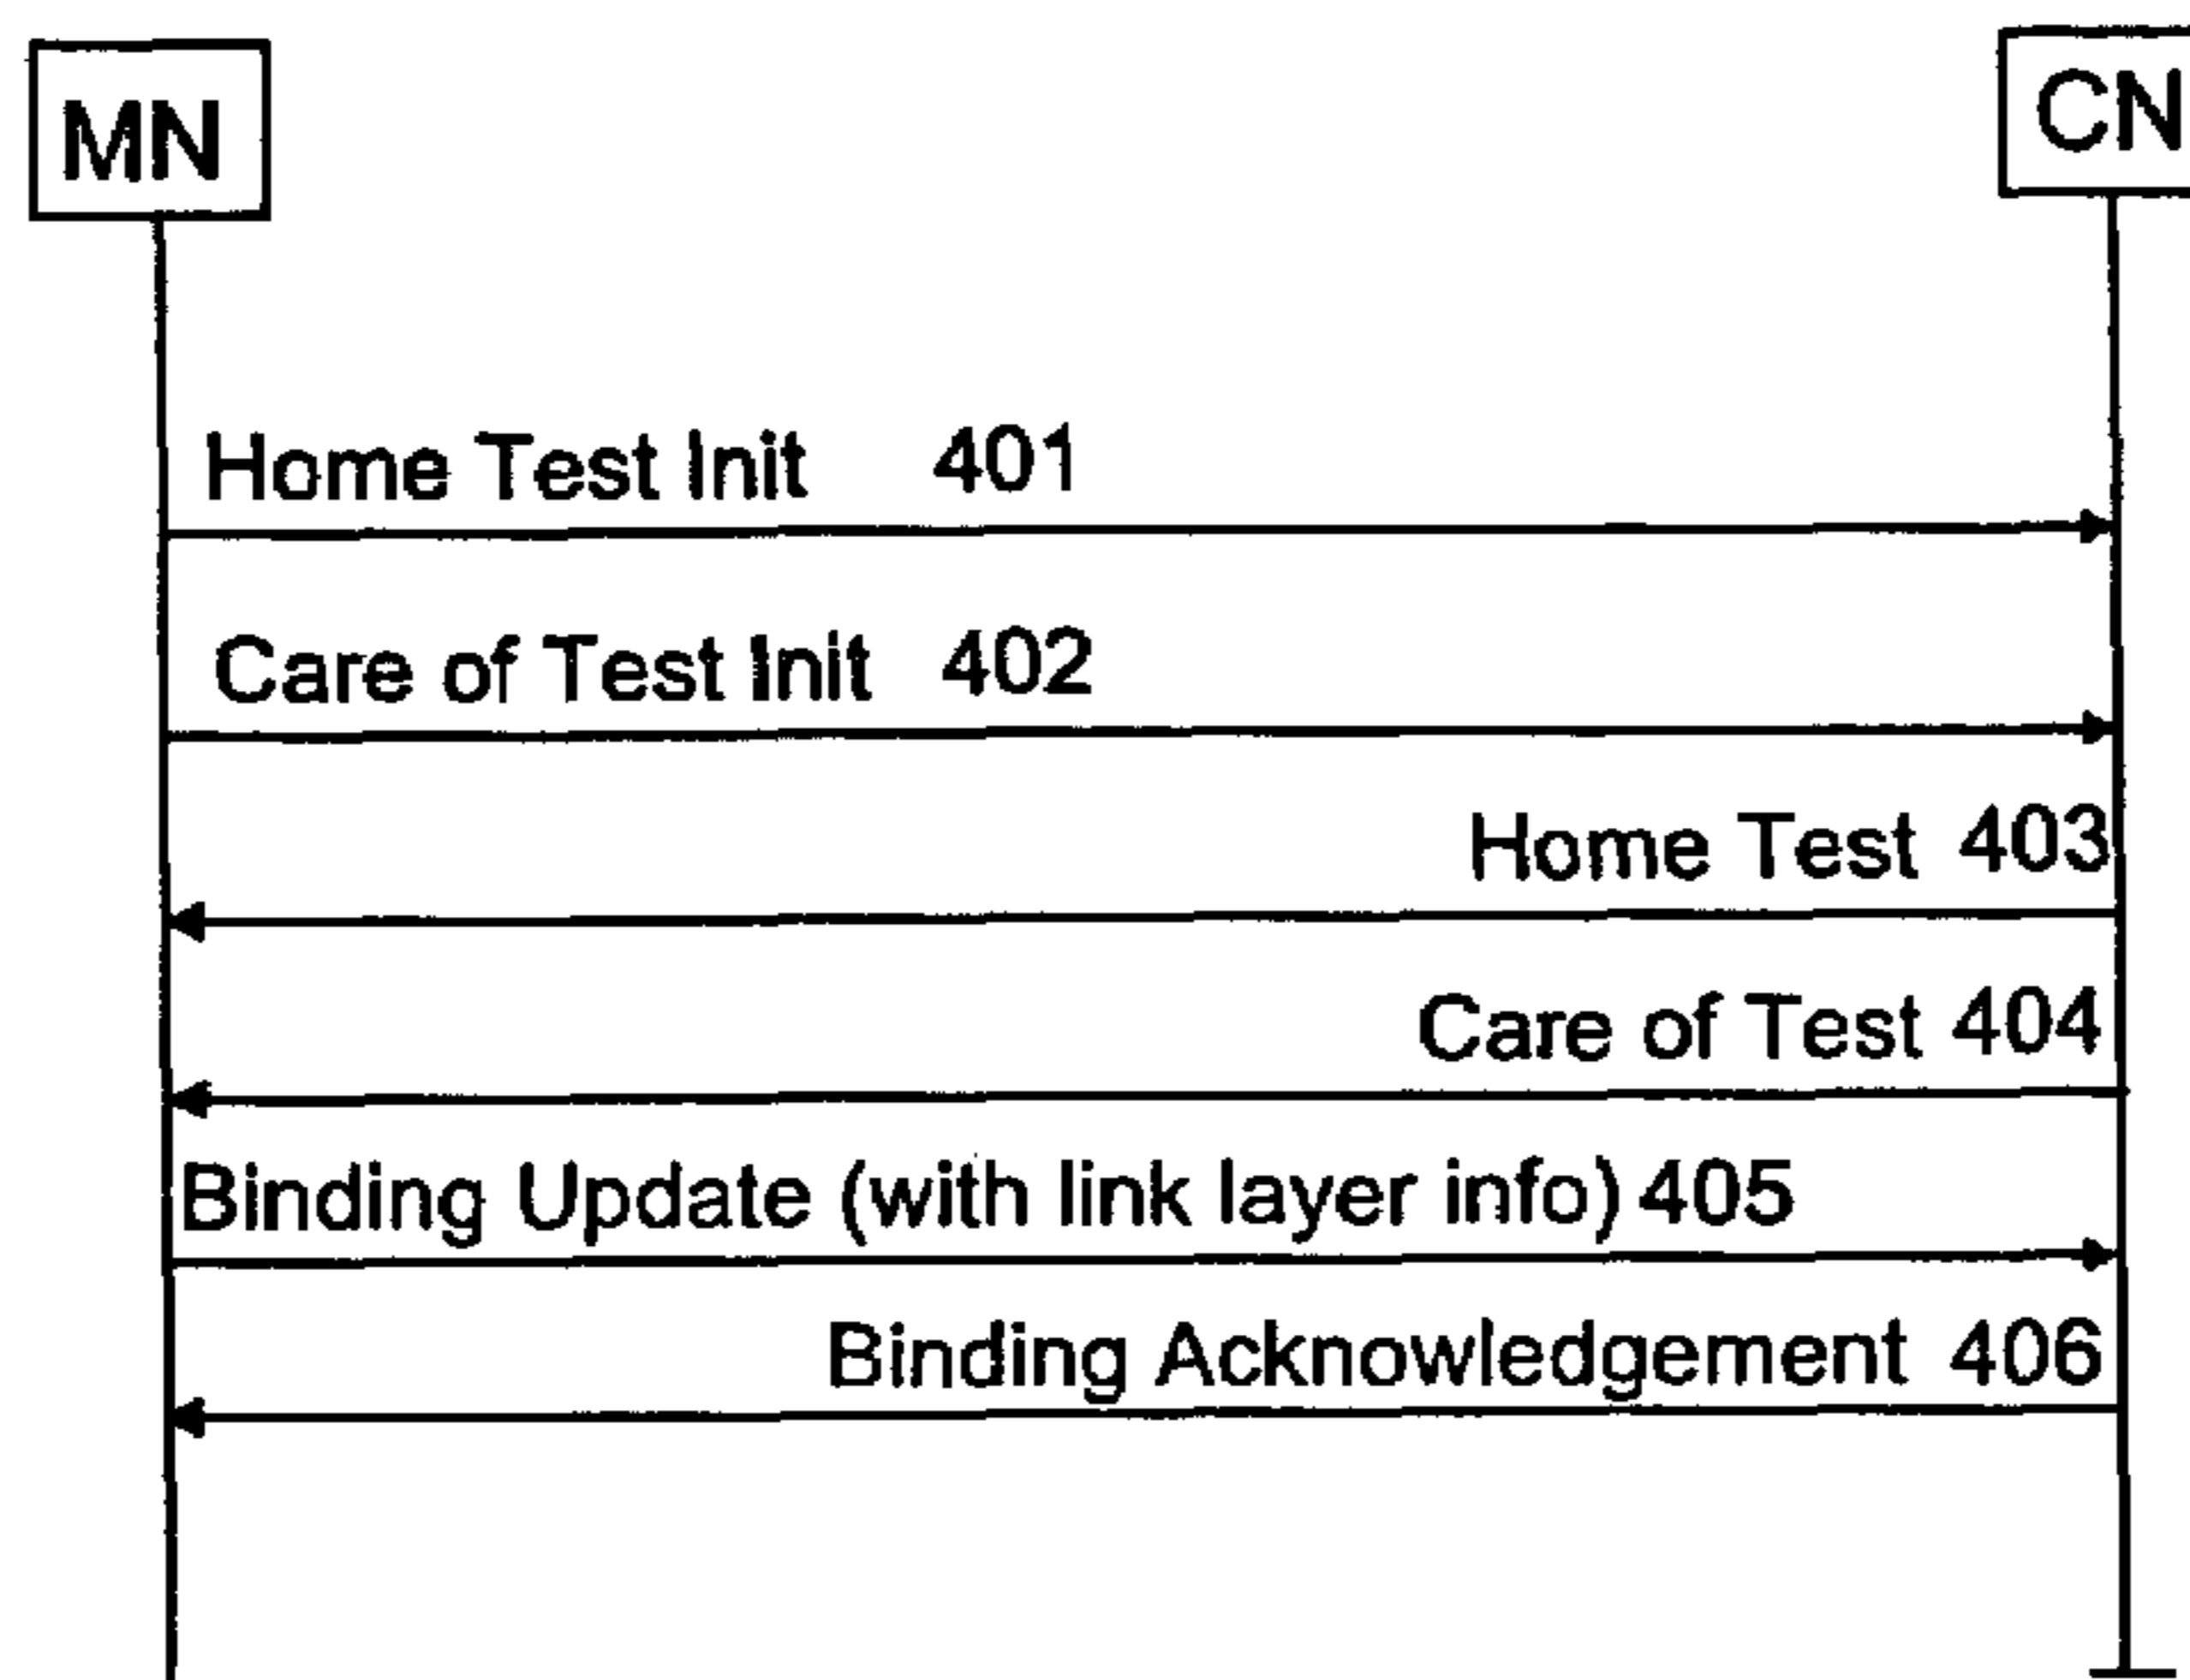 MN
CN
Home Test Init 401
Care of Test Init 402
Home Test 403
Care of Test 404
Binding Update (with link layer info) 405
Binding Acknowledgement 406